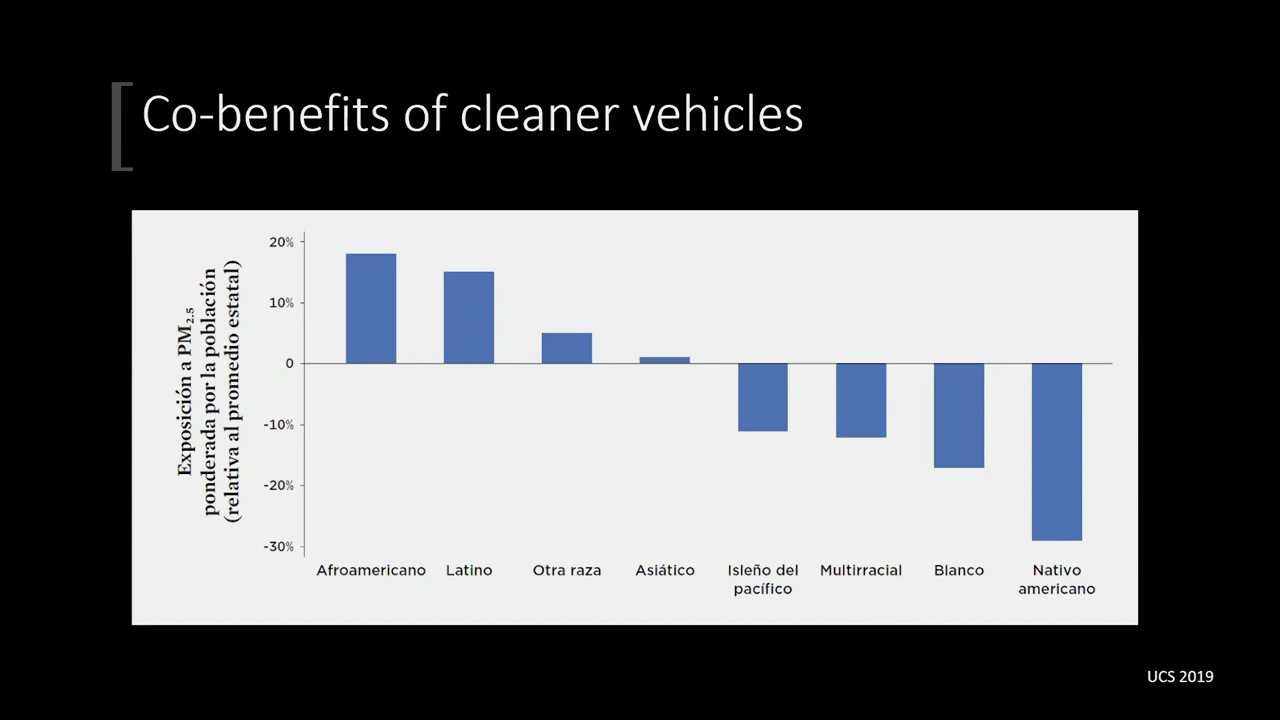 Co-benefits of cleaner vehicles
Exposición a PM2.5
ponderada por la población
(relativa al promedio estatal)
20%
10%
0
-10%
-20%
-30%
Afroamericano
Latino
Otra raza
Asiático
Isleño del
pacífico
Multirracial
Blanco
Nativo
americano
UCS 2019